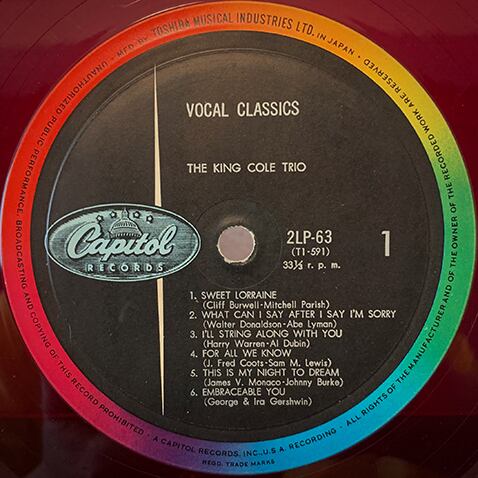 VOCAL CLASSICS
THE KING COLE TRIO
Capitol
RECORDS
2LP-63
(T1-591)
33⅓ r. p. m.
1
1. SWEET LORRAINE
(Cliff Burwell-Mitchell Parish)
2. WHAT CAN I SAY AFTER I SAY I'M SORRY
(Walter Donaldson-Abe Lyman)
3. I'LL STRING ALONG WITH YOU
(Harry Warren-Al Dubin)
4. FOR ALL WE KNOW
(J. Fred Coots-Sam M. Lewis)
5. THIS IS MY NIGHT TO DREAM
(James V. Monaco-Johnny Burke)
6. EMBRACEABLE YOU
(George & Ira Gershwin)
MFD. BY TOSHIBA MUSICAL INDUSTRIES LTD. IN JAPAN • ALL RIGHTS OF THE MANUFACTURER AND OF THE OWNER OF THE RECORDED WORK ARE RESERVED •
UNAUTHORIZED PUBLIC PERFORMANCE, BROADCASTING AND COPYING OF THIS RECORD PROHIBITED •
A CAPITOL RECORDS, INC., U.S.A. RECORDING •
REGD. TRADE MARKS